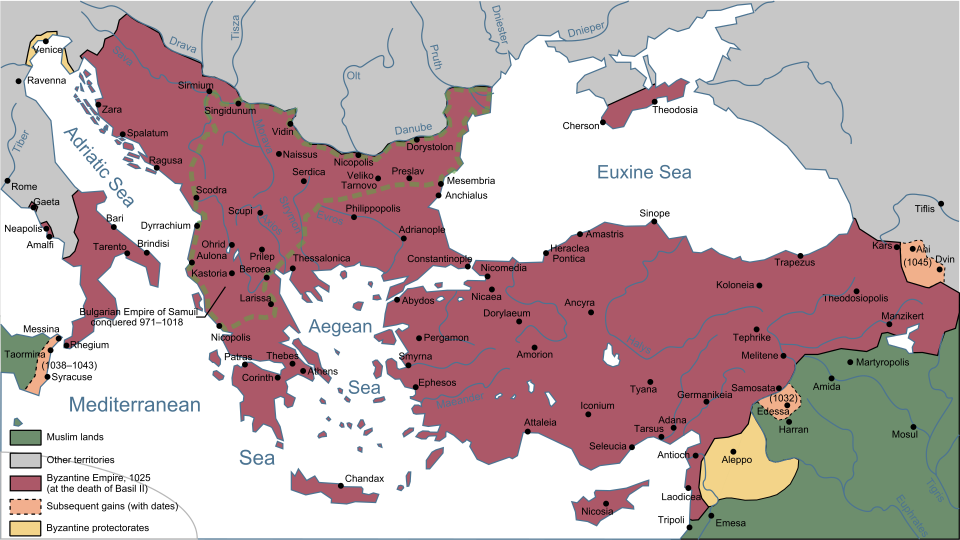 Drava
Tisza
Olt
Pruth
Dniester
Dnieper
Venice
Ravenna
Sava
Sirmium
Singidunum
Zara
Vidin
Danube
Dorystolon
Theodosia
Cherson
Tiber
Adriatic Sea
Spalatum
Ragusa
Naissus
Nicopolis
Serdica
Veliko
Tarnovo
Preslav
Mesembria
Anchialus
Euxine Sea
Rome
Gaeta
Neapolis
Amalfi
Scodra
Scupi
Philippopolis
Adrianople
Sinope
Tiflis
Bari
Tarento
Brindisi
Dyrrachium
Ohrid
Prilep
Aulona
Kastoria
Beroea
Thessalonica
Constantinople
Nicomedia
Heraclea
Pontica
Amastris
Trapezus
Kars
Ani
(1045)
Dvin
Larissa
Nicaea
Abydos
Dorylaeum
Ancyra
Koloneia
Theodosiopolis
Manzikert
Bulgarian Empire of Samuil
conquered 971–1018
Nicopolis
Aegean
Sea
Messina
Rhegium
Taormina
(1038–1043)
Syracuse
Patras
Thebes
Corinth
Athens
Pergamon
Smyrna
Ephesos
Amorion
Tephrike
Melitene
Martyropolis
Amida
Samosata
(1032)
Edessa
Harran
Mosul
Mediterranean
Sea
Tyana
Germanikeia
Iconium
Attaleia
Adana
Tarsus
Seleucia
Antioch
Aleppo
Chandax
Nicosia
Laodicea
Tripoli
Emesa
Euphrates
Tigris
Muslim lands
Other territories
Byzantine Empire, 1025
(at the death of Basil II)
Subsequent gains (with dates)
Byzantine protectorates